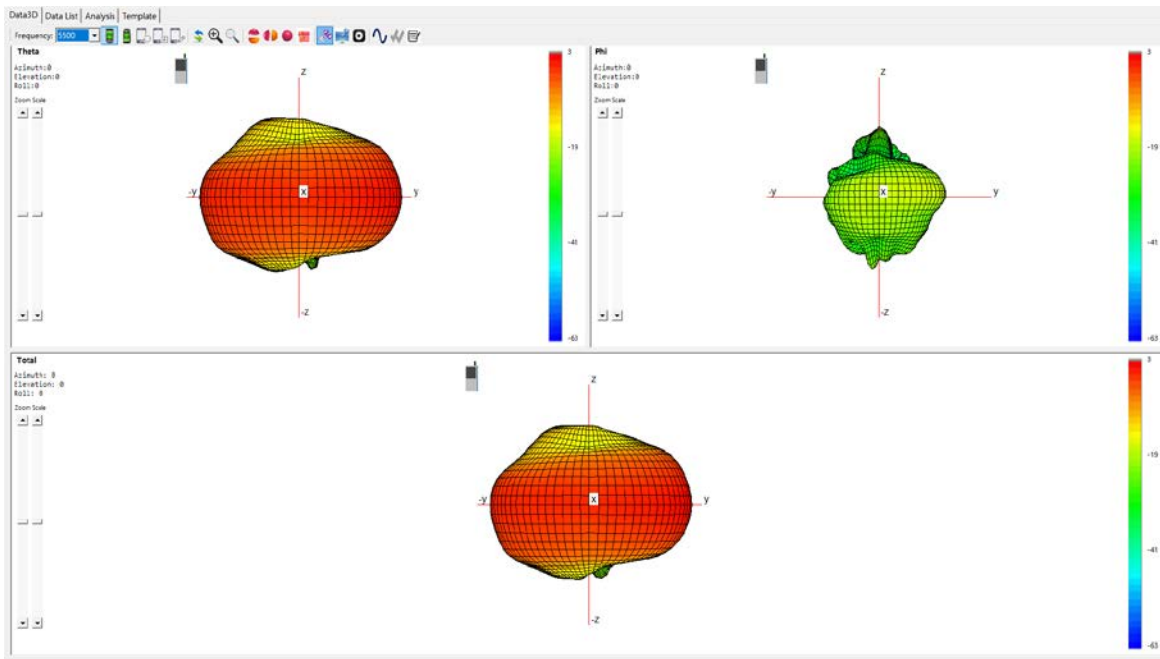 Data3D Data List Analysis Template
Frequency: 5500
Theta
Azimuth:0
Elevation:0
Roll:0
Zoom Scale
z
-y
x
y
-z
3
-19
-41
-63
Phi
Azimuth:0
Elevation:0
Roll:0
Zoom Scale
z
-y
x
y
-z
3
-19
-41
-63
Total
Azimuth: 0
Elevation: 0
Roll: 0
Zoom Scale
z
-y
x
y
-z
3
-19
-41
-63